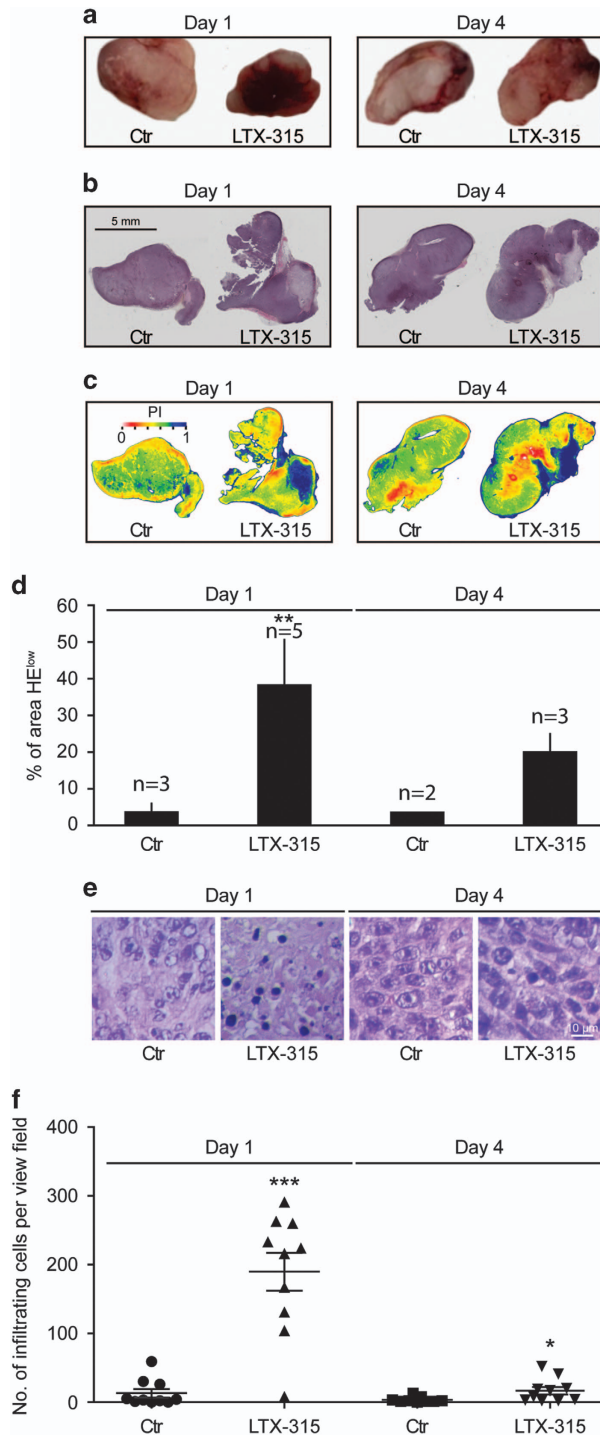 a
Day 1 Day 4
Ctr LTX-315 Ctr LTX-315
b
Day 1 Day 4
5 mm
Ctr LTX-315 Ctr LTX-315
c
Day 1 Day 4
PI
0 1
Ctr LTX-315 Ctr LTX-315
d
Day 1 Day 4
% of area HElow
60
50
40
30
20
10
0
n=3
**
n=5
n=2
n=3
Ctr LTX-315 Ctr LTX-315
e
Day 1 Day 4
10 µm
Ctr LTX-315 Ctr LTX-315
f
Day 1 Day 4
No. of infiltrating cells per view field
400
300
200
100
0
***
*
Ctr LTX-315 Ctr LTX-315